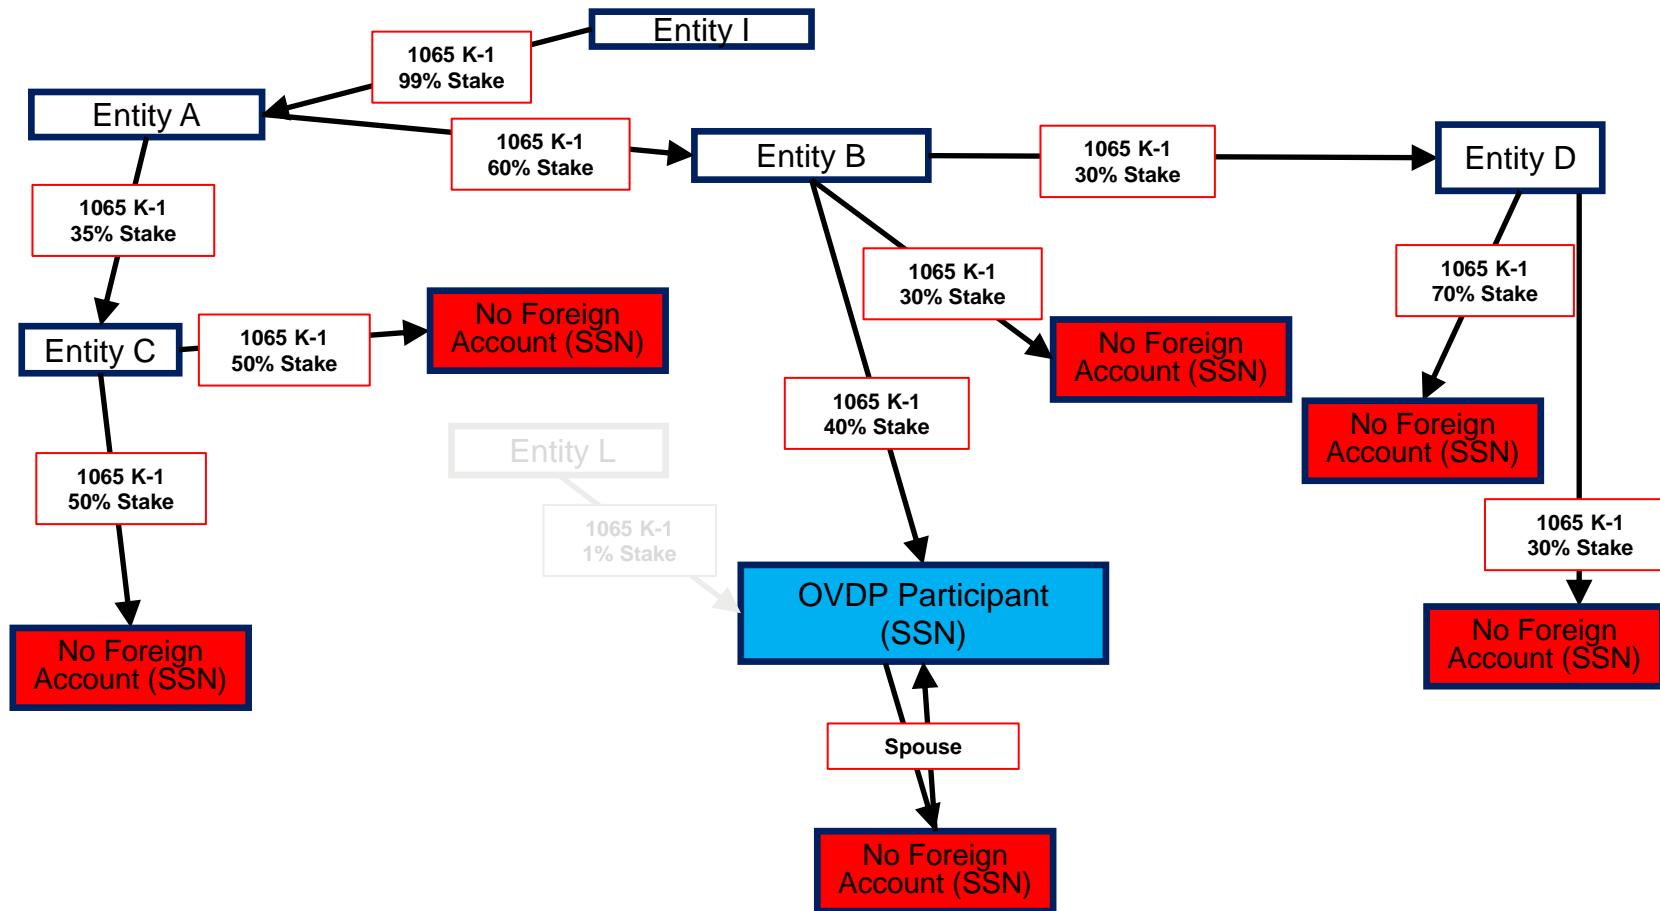 Entity I
1065 K-1
99% Stake
Entity A
1065 K-1
60% Stake
Entity B
1065 K-1
30% Stake
Entity D
1065 K-1
35% Stake
1065 K-1
30% Stake
1065 K-1
70% Stake
Entity C
1065 K-1
50% Stake
No Foreign
Account (SSN)
No Foreign
Account (SSN)
1065 K-1
40% Stake
No Foreign
Account (SSN)
Entity L
1065 K-1
50% Stake
1065 K-1
1% Stake
1065 K-1
30% Stake
OVDP Participant
(SSN)
No Foreign
Account (SSN)
No Foreign
Account (SSN)
Spouse
No Foreign
Account (SSN)